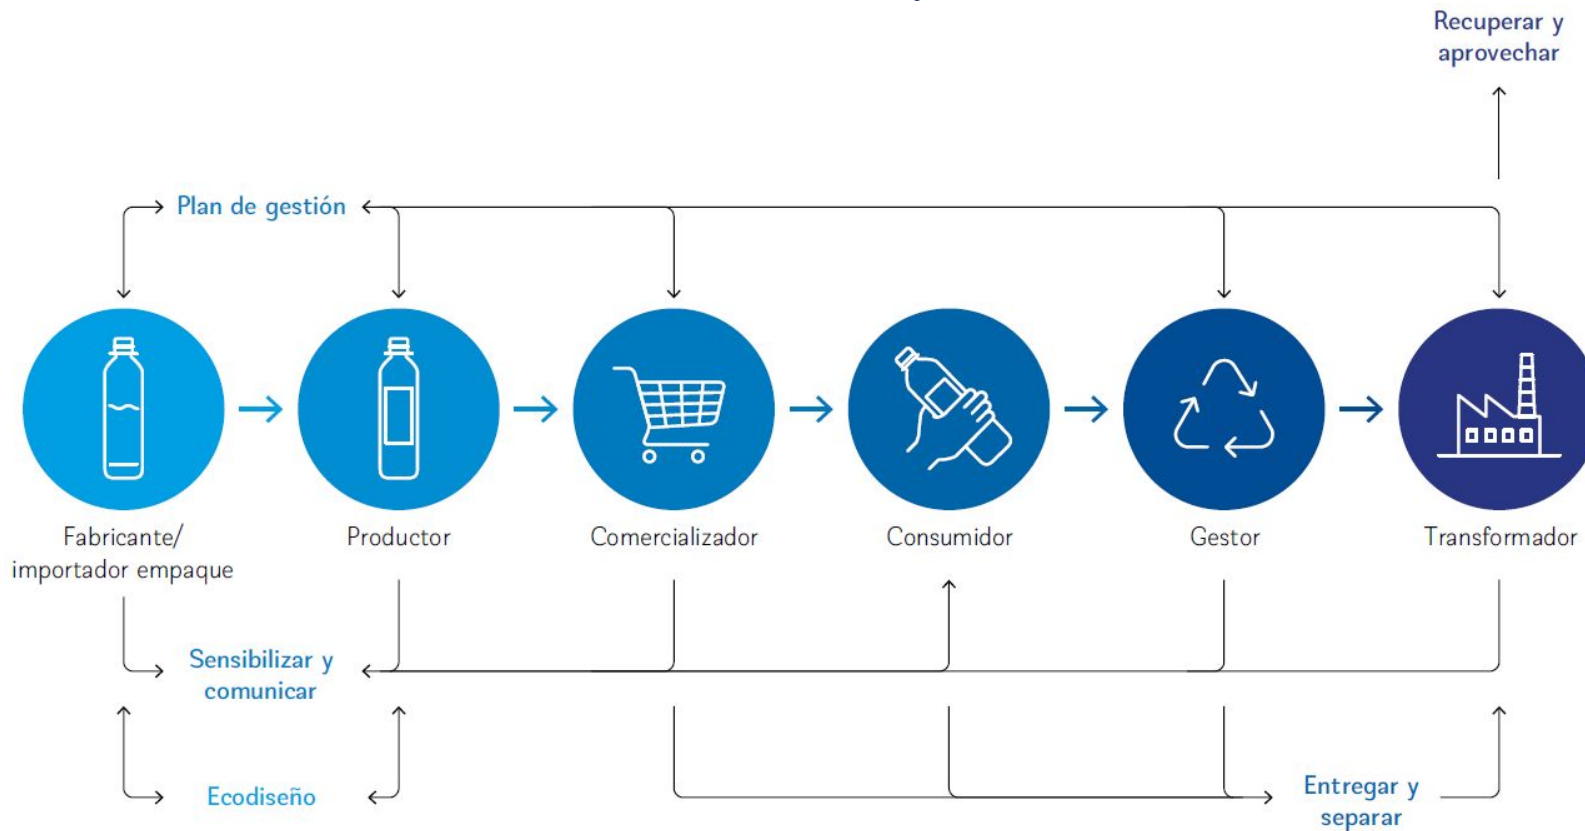 Recuperar y
aprovechar
Plan de gestión
Fabricante/
importador empaque
Productor
Comercializador
Consumidor
Gestor
Transformador
Sensibilizar y
comunicar
Ecodiseño
Entregar y
separar